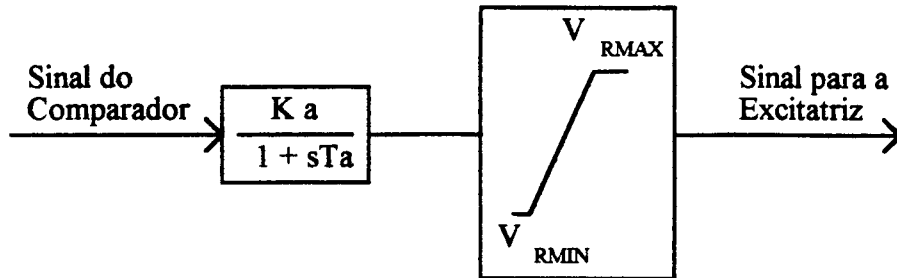 Sinal do
Comparador
K a
1 + sTa
V
RMAX
V
RMIN
Sinal para a
Excitatriz